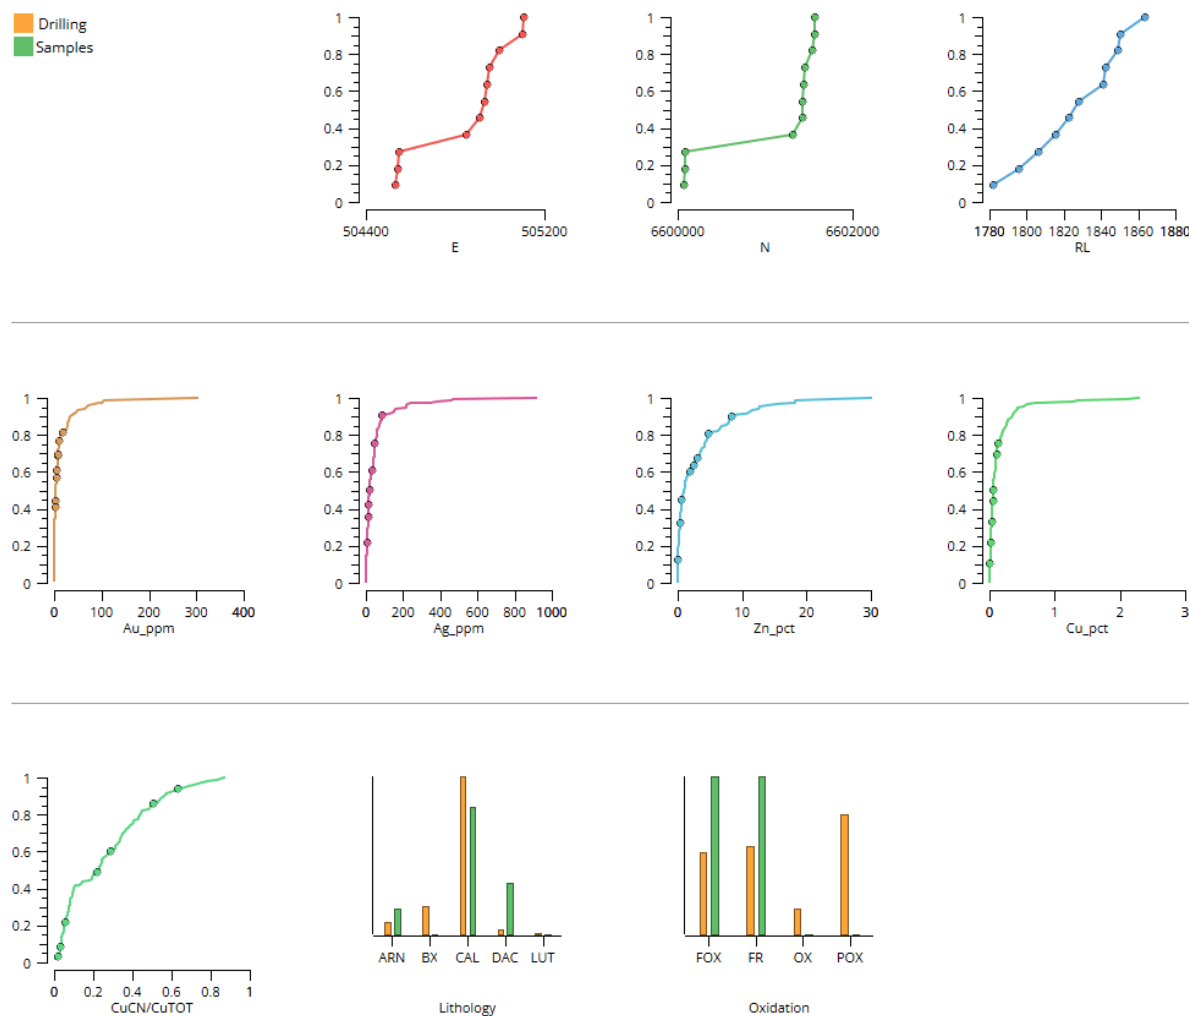 Drilling
Samples
1
0.8
0.6
0.4
0.2
0
504400 505200
E
1
0.8
0.6
0.4
0.2
0
6600000 6602000
N
1
0.8
0.6
0.4
0.2
0
1780 1800 1820 1840 1860 1880
RL
1
0.8
0.6
0.4
0.2
0
0 100 200 300 400
Au_ppm
1
0.8
0.6
0.4
0.2
0
0 200 400 600 800 1000
Ag_ppm
1
0.8
0.6
0.4
0.2
0
0 10 20 30
Zn_pct
1
0.8
0.6
0.4
0.2
0
0 1 2 3
Cu_pct
1
0.8
0.6
0.4
0.2
0
0 0.2 0.4 0.6 0.8 1
CuCN/CuTOT
ARN BX CAL DAC LUT
Lithology
FOX FR OX POX
Oxidation